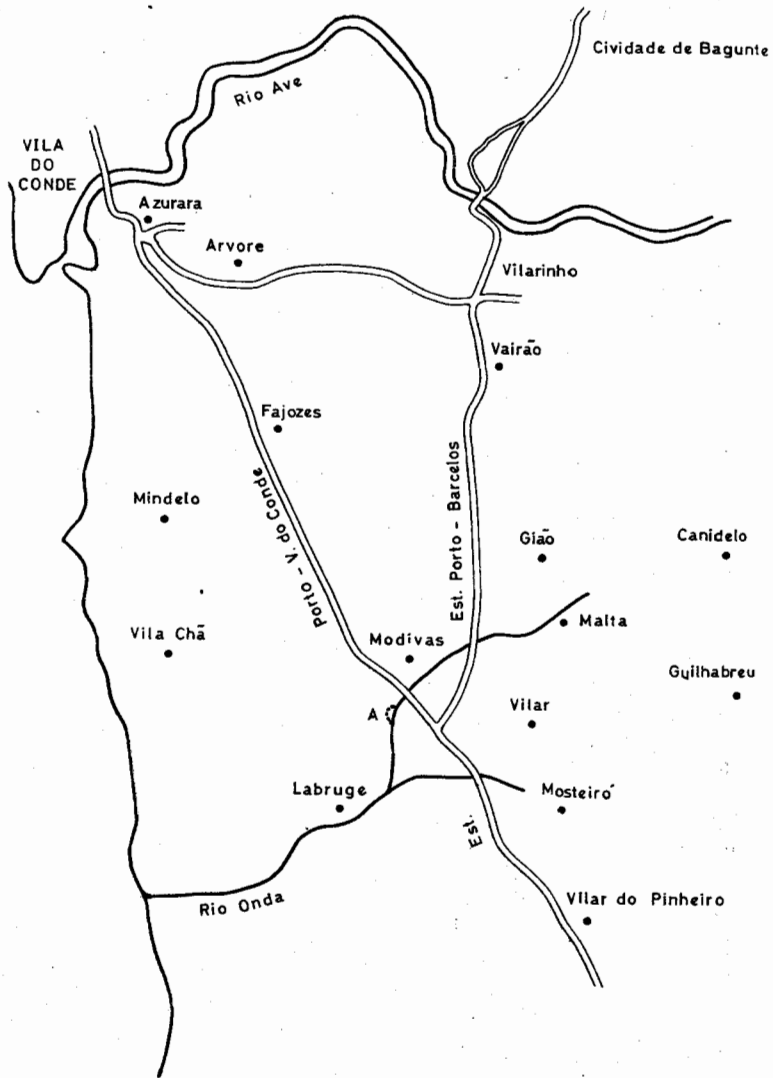 Cividade de Bagunte
Rio Ave
VILA
DO
CONDE
Azurara
Arvore
Vilarinho
Vairão
Fajozes
Porto - V. do Conde
Est. Porto - Barcelos
Mindelo
Gião
Canidelo
Vila Chã
Modivas
Malta
Guilhabreu
A
Vilar
Labruge
Mosteiró
Est.
Rio Onda
Vilar do Pinheiro